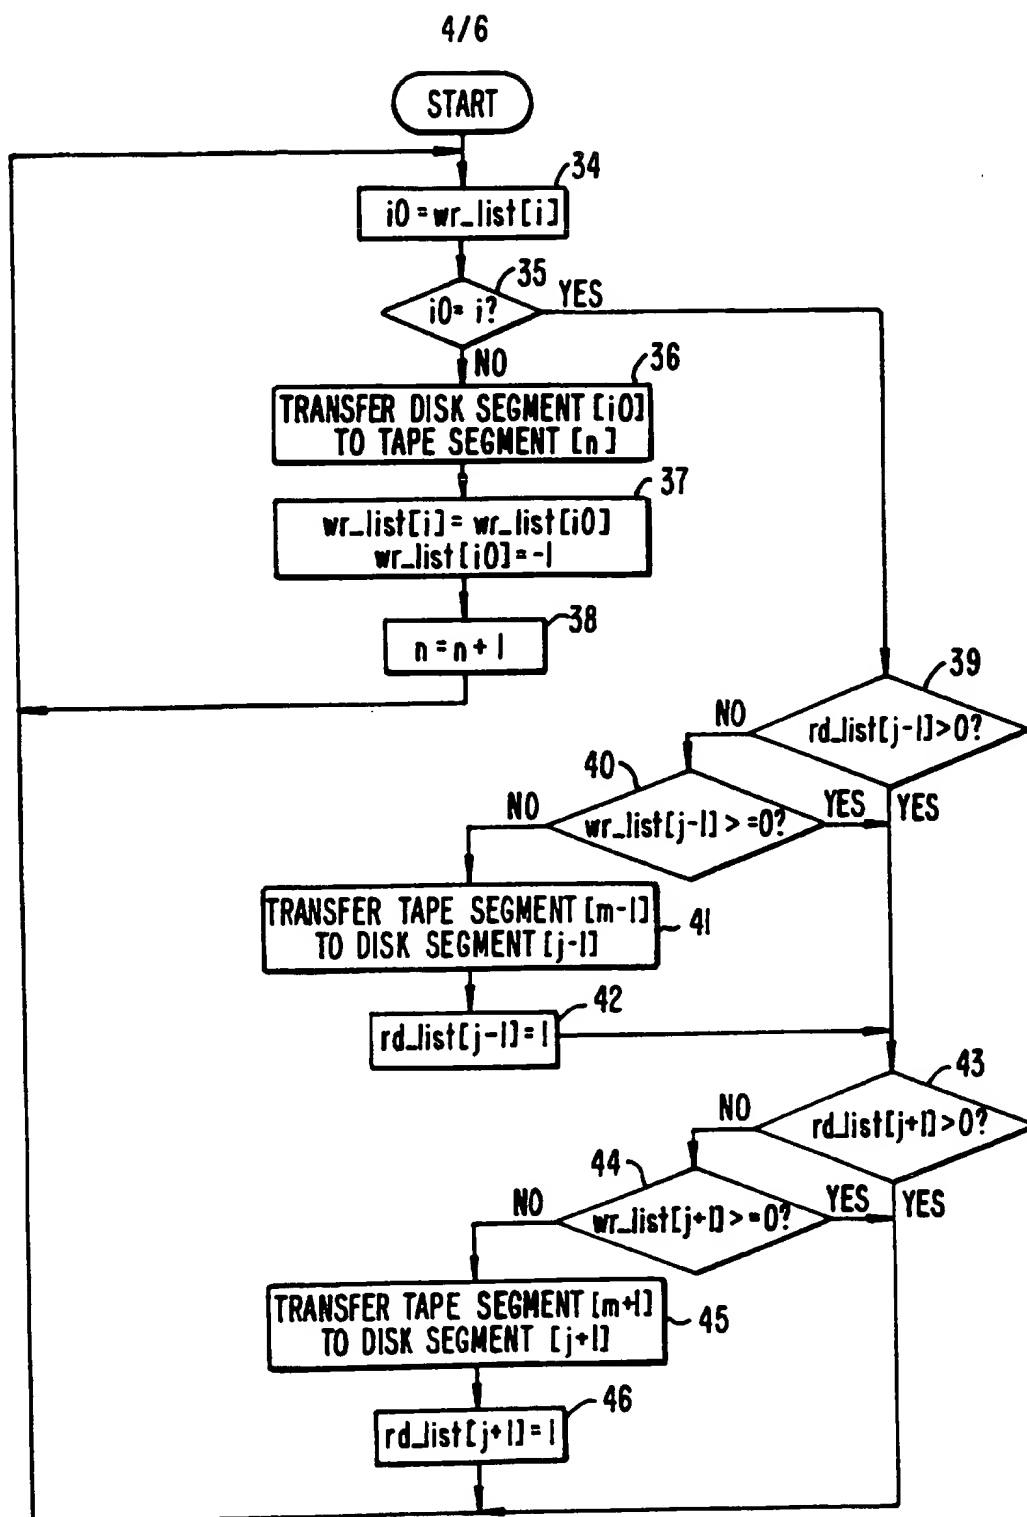 4/6
START
34
i0 = wr_list[i]
35
i0 = i?
YES
NO
36
TRANSFER DISK SEGMENT [i0]
TO TAPE SEGMENT [n]
37
wr_list[i] = wr_list[i0]
wr_list[i0] = -1
38
n = n + 1
39
rd_list[j-1]>0?
NO
YES
40
wr_list[j-1] >=0?
NO
YES
TRANSFER TAPE SEGMENT [m-1]
TO DISK SEGMENT [j-1]
41
42
rd_list[j-1] = 1
43
rd_list[j+1]>0?
NO
YES
44
wr_list[j+1] >=0?
NO
YES
TRANSFER TAPE SEGMENT [m+1]
TO DISK SEGMENT [j+1]
45
46
rd_list[j+1] = 1